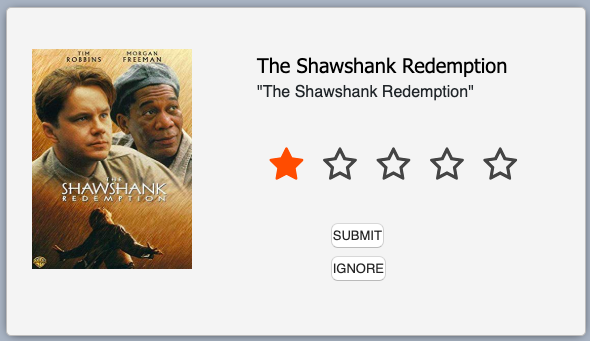 TIM ROBBINS
MORGAN FREEMAN
THE
SHAWSHANK
REDEMPTION
The Shawshank Redemption
"The Shawshank Redemption"
SUBMIT
IGNORE